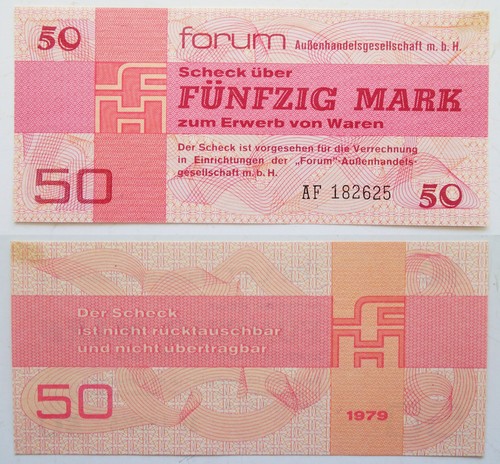 50 forum Außenhandelsgesellschaft m. b. H.
Scheck über
FÜNFZIG MARK
zum Erwerb von Waren
Der Scheck ist vorgesehen für die Verrechnung
in Einrichtungen der „Forum"-Außenhandels-
gesellschaft m. b. H.
50 AF 182625 50
Der Scheck
ist nicht rücktauschbar
und nicht übertragbar
50 1979